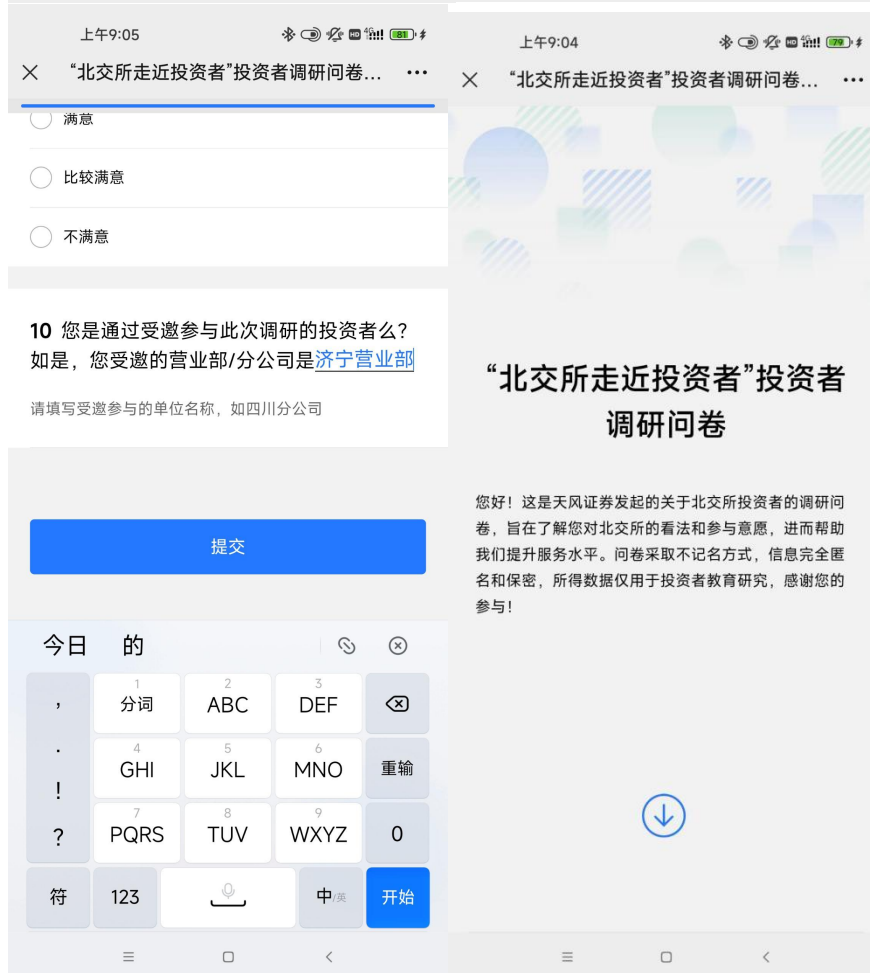 上午9:05
4G
HD
81
“北交所走近投资者”投资者调研问卷...
满意
比较满意
不满意
10 您是通过受邀参与此次调研的投资者么?
如是，您受邀的营业部/分公司是济宁营业部
请填写受邀参与的单位名称，如四川分公司
提交
今日 的
, 1 分词 2 ABC 3 DEF
. 4 GHI 5 JKL 6 MNO 重输
!
? 7 PQRS 8 TUV 9 WXYZ 0
符 123 中/英 开始
上午9:04
4G
HD
79
“北交所走近投资者”投资者调研问卷...
“北交所走近投资者”投资者
调研问卷
您好！这是天风证券发起的关于北交所投资者的调研问
卷，旨在了解您对北交所的看法和参与意愿，进而帮助
我们提升服务水平。问卷采取不记名方式，信息完全匿
名和保密，所得数据仅用于投资者教育研究，感谢您的
参与！